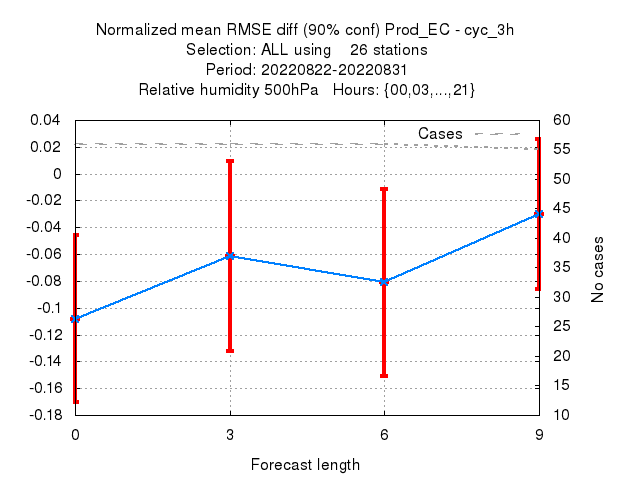 Normalized mean RMSE diff (90% conf) Prod_EC - cyc_3h
Selection: ALL using    26 stations
Period: 20220822-20220831
Relative humidity 500hPa   Hours: {00,03,...,21}
Cases
0.04
0.02
0
-0.02
-0.04
-0.06
-0.08
-0.1
-0.12
-0.14
-0.16
-0.18
60
55
50
45
40
35
30
25
20
15
10
No cases
0 3 6 9
Forecast length